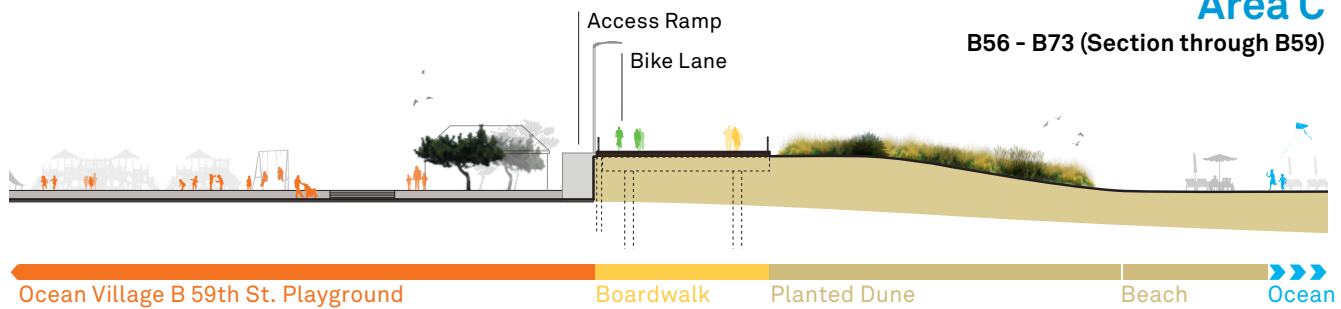 Area C
B56 - B73 (Section through B59)
Access Ramp
Bike Lane
Ocean Village B 59th St. Playground
Boardwalk
Planted Dune
Beach
Ocean